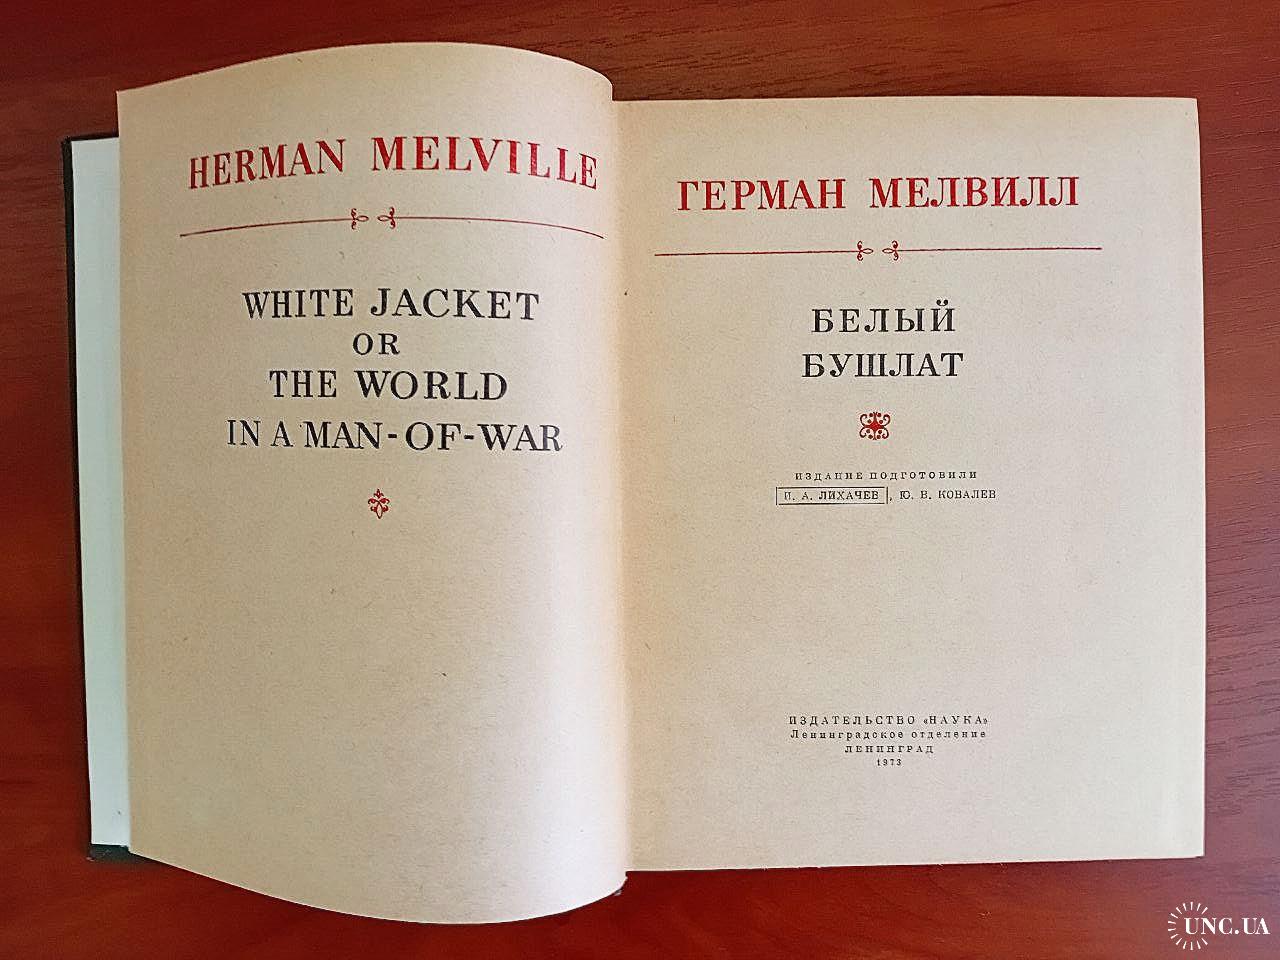 HERMAN MELVILLE
WHITE JACKET
OR
THE WORLD
IN A MAN-OF-WAR
ГЕРМАН МЕЛВИЛЛ
БЕЛЫЙ
БУШЛАТ
ИЗДАНИЕ ПОДГОТОВИЛИ
И. А. ЛИХАЧЕВ, Ю. В. КОВАЛЕВ
ИЗДАТЕЛЬСТВО «НАУКА»
Ленинградское отделение
ЛЕНИНГРАД
1973
UNC.UA